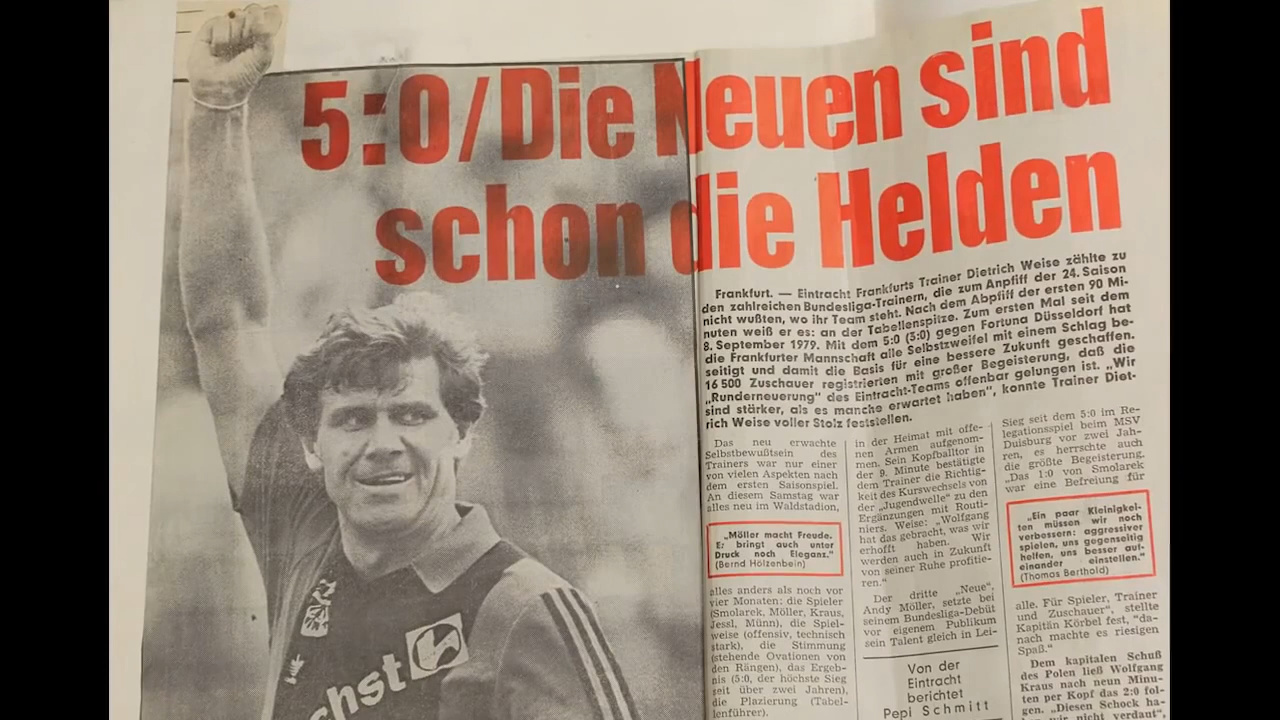 5:0/Die Neuen sind
schon die Helden
Frankfurt. — Eintracht Frankfurts Trainer Dietrich Weise zählte zu
den zahlreichen Bundesliga-Trainern, die zum Anpfiff der 24. Saison
nicht wußten, wo ihr Team steht. Nach dem Abpfiff der ersten 90 Mi-
nuten weiß er es: an der Tabellenspitze. Zum ersten Mal seit dem
8. September 1979. Mit dem 5:0 (3:0) gegen Fortuna Düsseldorf hat
die Frankfurter Mannschaft alle Selbstzweifel mit einem Schlag be-
seitigt und damit die Basis für eine bessere Zukunft geschaffen.
16 500 Zuschauer registrierten mit großer Begeisterung, daß die
„Runderneuerung" des Eintracht-Teams offenbar gelungen ist. „Wir
sind stärker, als es manche erwartet haben", konnte Trainer Diet-
rich Weise voller Stolz feststellen.
Das neu erwachte
Selbstbewußtsein des
Trainers war nur einer
von vielen Aspekten nach
dem ersten Saisonspiel.
An diesem Samstag war
alles neu im Waldstadion,
„Möller macht Freude.
Er bringt auch unter
Druck noch Eleganz."
(Bernd Hölzenbein)
alles anders als noch vor
vier Monaten: die Spieler
(Smolarek, Möller, Kraus,
Jessl, Münn), die Spiel-
weise (offensiv, technisch
stark), die Stimmung
(stehende Ovationen von
den Rängen), das Ergeb-
nis (5:0, der höchste Sieg
seit über zwei Jahren),
die Plazierung (Tabel-
lenführer).
in der Heimat mit offe-
nen Armen aufgenom-
men. Sein Kopfballtor in
der 9. Minute bestätigte
dem Trainer die Richtig-
keit des Kurswechsels von
der „Jugendwelle" zu den
Ergänzungen mit Routi-
niers. Weise: „Wolfgang
hat das gebracht, was wir
erhofft haben. Wir
werden auch in Zukunft
von seiner Ruhe profitie-
ren."
Der dritte „Neue",
Andy Möller, setzte bei
seinem Bundesliga-Debüt
vor eigenem Publikum
sein Talent gleich in Lei-
Von der
Eintracht
berichtet
Pepi Schmitt
Sieg seit dem 5:0 im Re-
legationsspiel beim MSV
Duisburg vor zwei Jah-
ren, es herrschte auch
die größte Begeisterung.
„Das 1:0 von Smolarek
war eine Befreiung für
„Ein paar Kleinigkei-
ten müssen wir noch
verbessern: aggressiver
spielen, uns gegenseitig
helfen, uns besser auf-
einander einstellen."
(Thomas Berthold)
alle. Für Spieler, Trainer
und Zuschauer", stellte
Kapitän Körbel fest, "da-
nach machte es riesigen
Spaß."
Dem kapitalen Schuß
des Polen ließ Wolfgang
Kraus nach neun Minu-
ten per Kopf das 2:0 fol-
gen. „Diesen Schock ha-
ben wir nicht verdaut",
chst